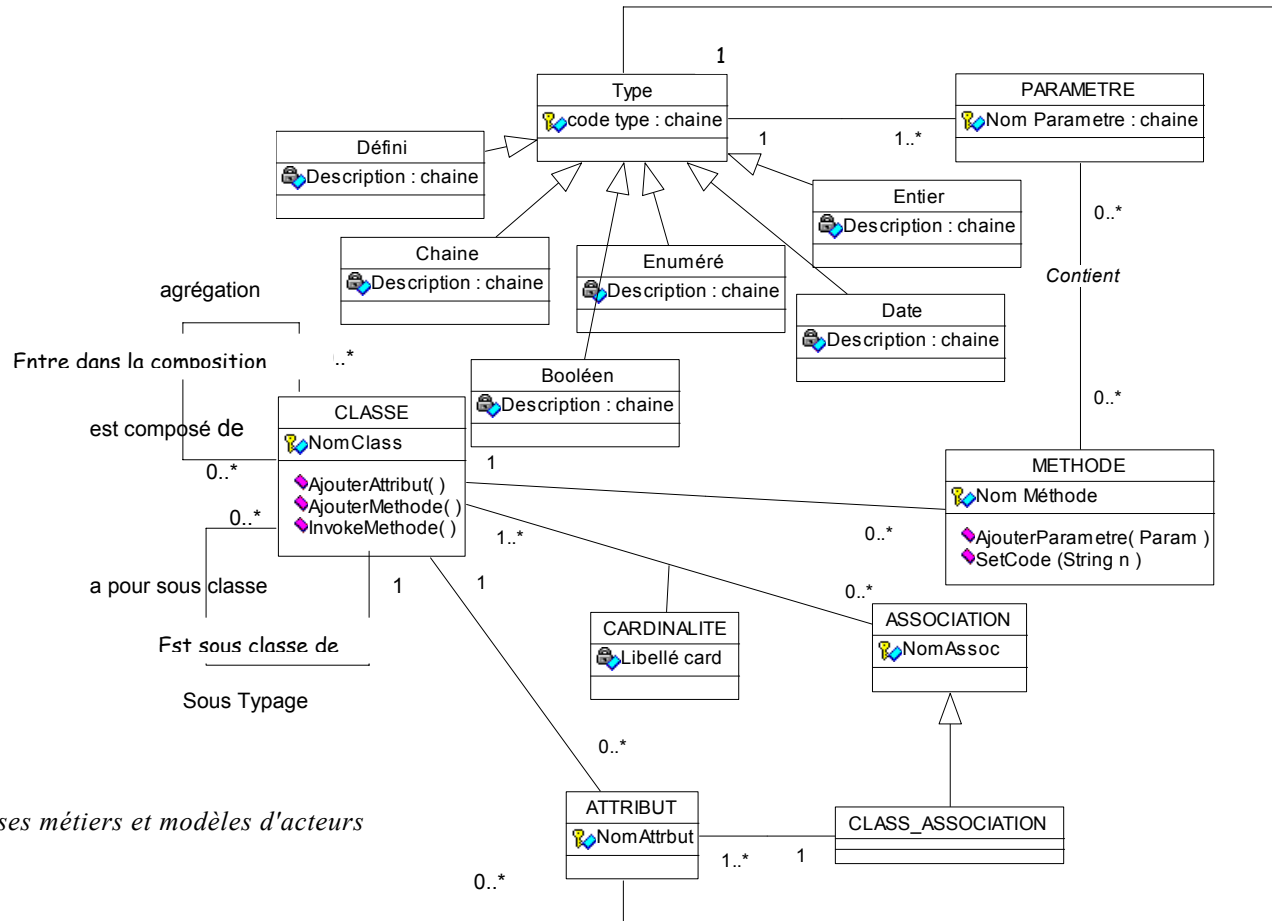 1
Type
code type : chaine
PARAMETRE
Nom Parametre : chaine
1
1..*
Défini
Description : chaine
Entier
Description : chaine
0..*
Chaine
Description : chaine
Enuméré
Description : chaine
Contient
agrégation
Date
Description : chaine
Entre dans la composition
..*
Booléen
Description : chaine
0..*
CLASSE
NomClass
est composé de
0..*
AjouterAttribut( )
AjouterMethode( )
InvokeMethode( )
1
METHODE
Nom Méthode
AjouterParametre( Param )
SetCode (String n )
0..*
0..*
1..*
a pour sous classe
1
1
0..*
CARDINALITE
Libellé card
ASSOCIATION
NomAssoc
Est sous classe de
Sous Typage
0..*
ATTRIBUT
NomAttrbut
CLASS_ASSOCIATION
ses métiers et modèles d'acteurs
1..*
1
0..*